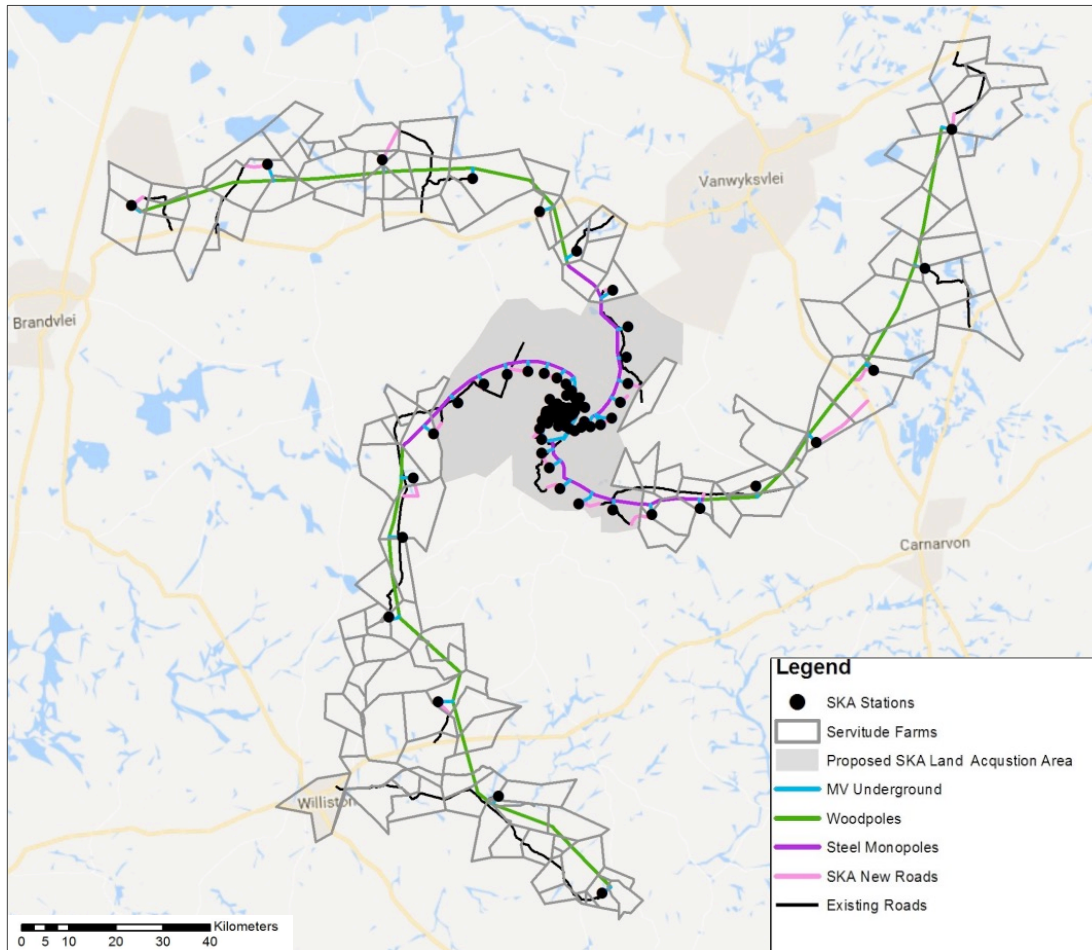 Vanwyksvlei
Brandvlei
Carnarvon
Williston
Legend
SKA Stations
Servitude Farms
Proposed SKA Land Acqustion Area
MV Underground
Woodpoles
Steel Monopoles
SKA New Roads
Existing Roads
Kilometers
0 5 10 20 30 40